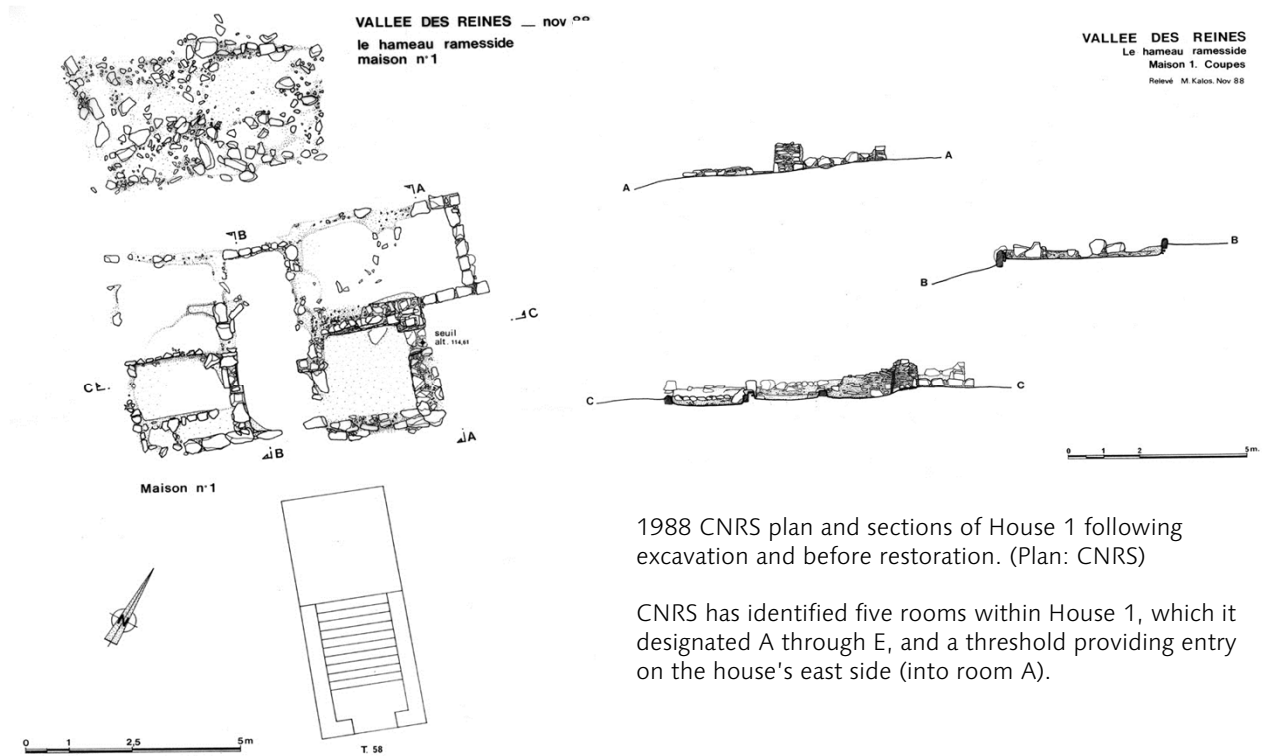 VALLEE DES REINES _ nov
le hameau ramesside
maison n°1
A
B
C
seuil
alt. 114,61
C
A
B
Maison n°1
N
0 1 2,5 5m
T. 58
VALLEE DES REINES
Le hameau ramesside
Maison 1. Coupes
Relevé M. Kalos. Nov 88
A
A
B
B
C
C
0 1 2 5m.
1988 CNRS plan and sections of House 1 following
excavation and before restoration. (Plan: CNRS)
CNRS has identified five rooms within House 1, which it
designated A through E, and a threshold providing entry
on the house's east side (into room A).